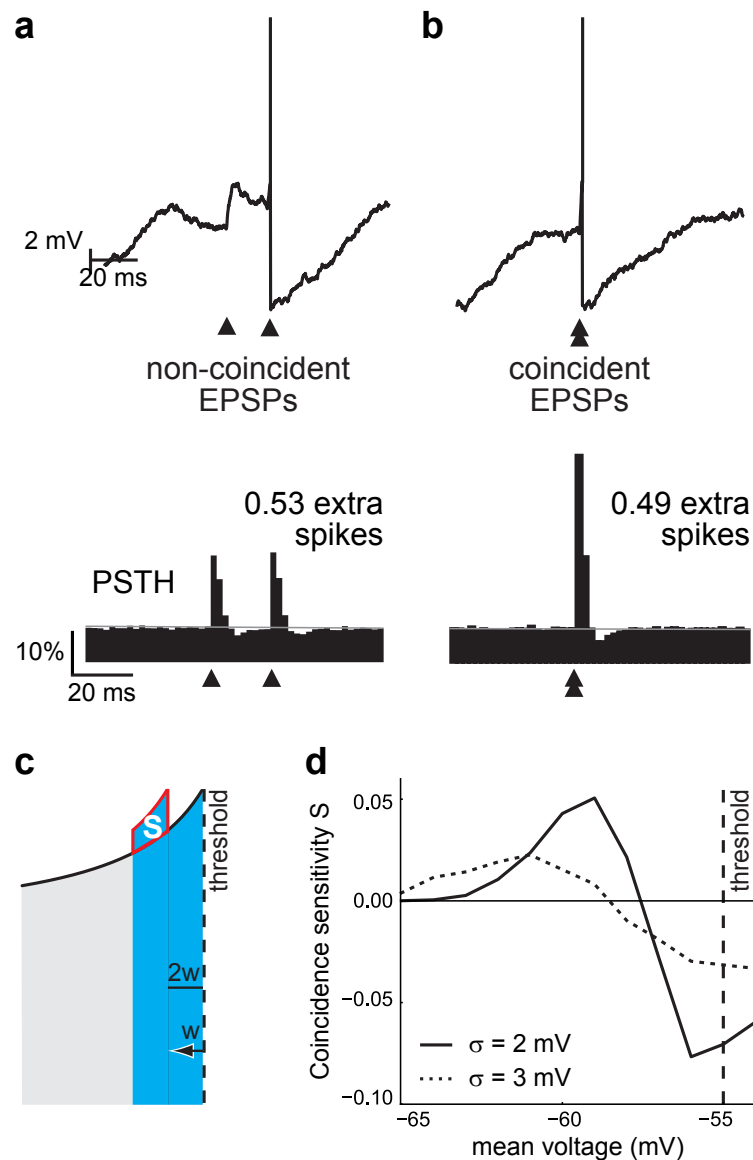 a
2 mV
20 ms
non-coincident
EPSPs
b
coincident
EPSPs
0.53 extra
spikes
PSTH
10%
20 ms
0.49 extra
spikes
c
S
threshold
2w
w
d
Coincidence sensitivity S
0.05
0.00
−0.05
−0.10
threshold
σ = 2 mV
σ = 3 mV
−65
−60
−55
mean voltage (mV)